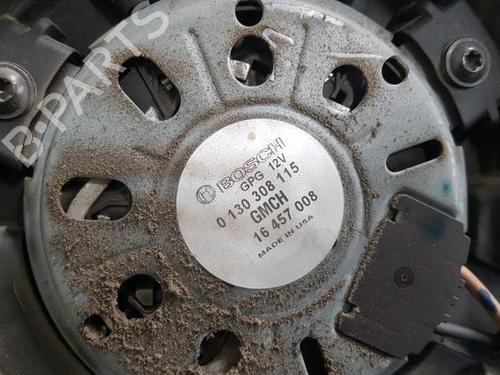 BOSCH
GPG 12V
0 130 308 115
GMCH
16 457 008
MADE IN USA
B-PARTS